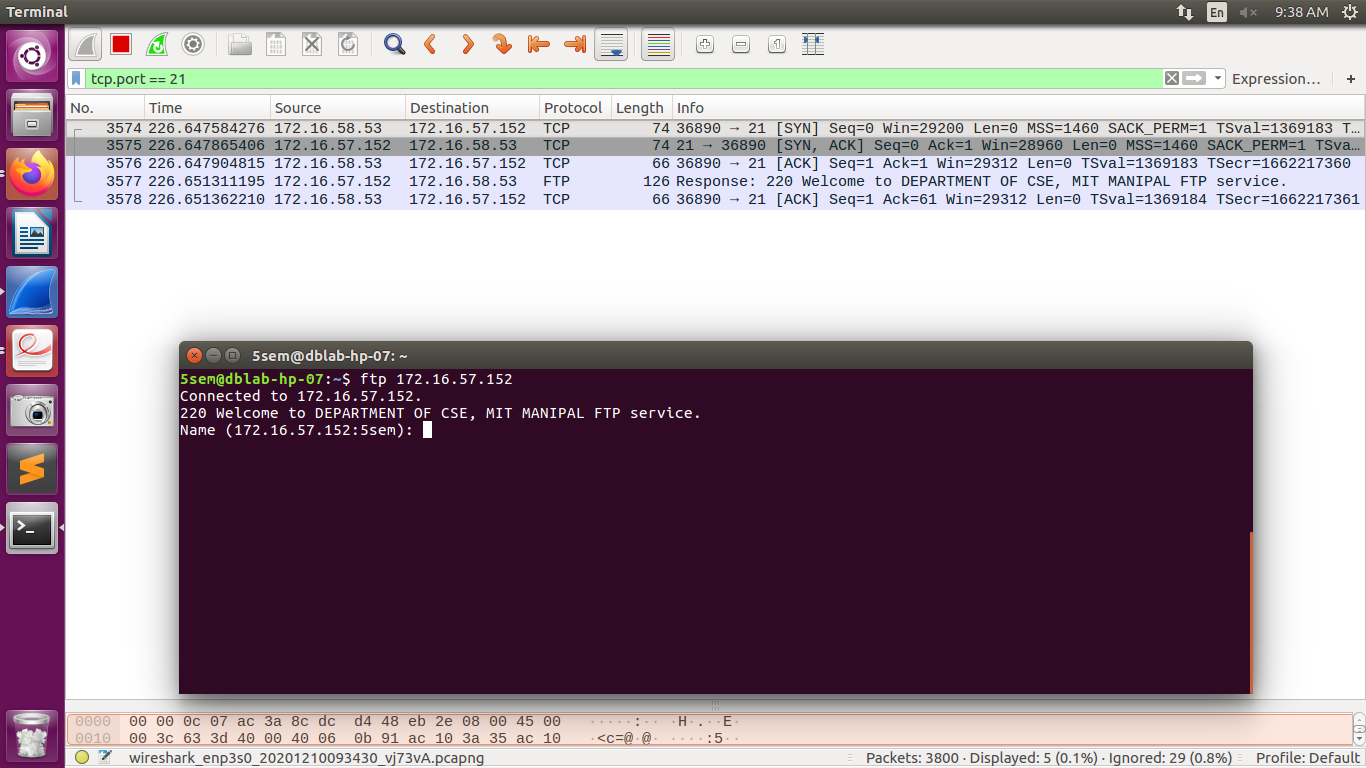 Terminal
En
9:38 AM
tcp.port == 21
Expression…
+
No. Time Source Destination Protocol Length Info
3574 226.647584276 172.16.58.53 172.16.57.152 TCP 74 36890 → 21 [SYN] Seq=0 Win=29200 Len=0 MSS=1460 SACK_PERM=1 TSval=1369183 T…
3575 226.647865406 172.16.57.152 172.16.58.53 TCP 74 21 → 36890 [SYN, ACK] Seq=0 Ack=1 Win=28960 Len=0 MSS=1460 SACK_PERM=1 TSva…
3576 226.647904815 172.16.58.53 172.16.57.152 TCP 66 36890 → 21 [ACK] Seq=1 Ack=1 Win=29312 Len=0 TSval=1369183 TSecr=1662217360
3577 226.651311195 172.16.57.152 172.16.58.53 FTP 126 Response: 220 Welcome to DEPARTMENT OF CSE, MIT MANIPAL FTP service.
3578 226.651362210 172.16.58.53 172.16.57.152 TCP 66 36890 → 21 [ACK] Seq=1 Ack=61 Win=29312 Len=0 TSval=1369184 TSecr=1662217361
5sem@dblab-hp-07: ~
5sem@dblab-hp-07:~$ ftp 172.16.57.152
Connected to 172.16.57.152.
220 Welcome to DEPARTMENT OF CSE, MIT MANIPAL FTP service.
Name (172.16.57.152:5sem):
0000 00 00 0c 07 ac 3a 8c dc d4 48 eb 2e 08 00 45 00 ·····:·· ·H·.··E·
0010 00 3c 63 3d 40 00 40 06 0b 91 ac 10 3a 35 ac 10 ·<c=@·@· ····:5··
wireshark_enp3s0_20201210093430_vj73vA.pcapng
Packets: 3800 · Displayed: 5 (0.1%) · Ignored: 29 (0.8%)
Profile: Default